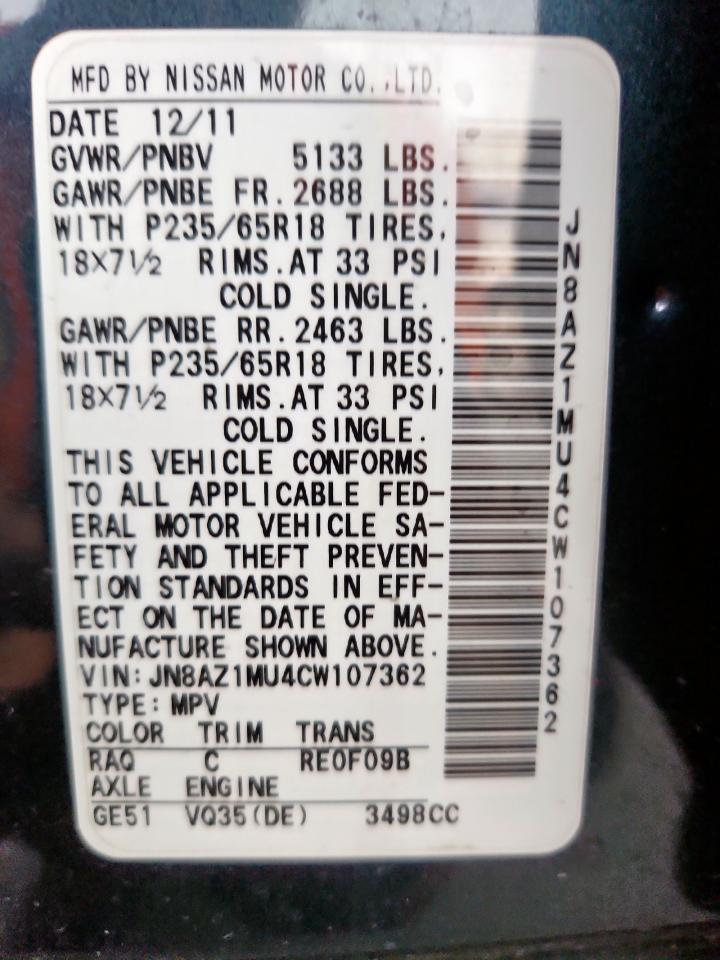 MFD BY NISSAN MOTOR CO.,LTD.
DATE 12/11
GVWR/PNBV 5133 LBS.
GAWR/PNBE FR. 2688 LBS.
WITH P235/65R18 TIRES,
18X7½ RIMS. AT 33 PSI
COLD SINGLE.
GAWR/PNBE RR. 2463 LBS.
WITH P235/65R18 TIRES,
18X7½ RIMS. AT 33 PSI
COLD SINGLE.
THIS VEHICLE CONFORMS
TO ALL APPLICABLE FED-
ERAL MOTOR VEHICLE SA-
FETY AND THEFT PREVEN-
TION STANDARDS IN EFF-
ECT ON THE DATE OF MA-
NUFACTURE SHOWN ABOVE.
VIN: JN8AZ1MU4CW107362
TYPE: MPV
COLOR TRIM TRANS
RAQ C RE0F09B
AXLE ENGINE
GE51 VQ35(DE) 3498CC
JN8AZ1MU4CW107362